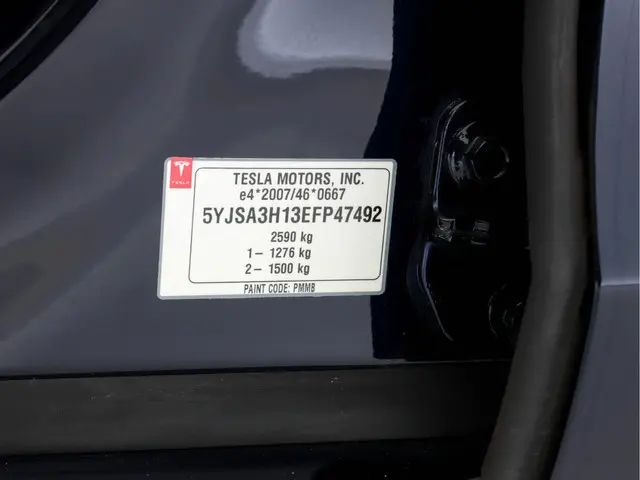 TESLA
TESLA MOTORS, INC.
e4*2007/46*0667
5YJSA3H13EFP47492
2590 kg
1– 1276 kg
2– 1500 kg
PAINT CODE: PMMB